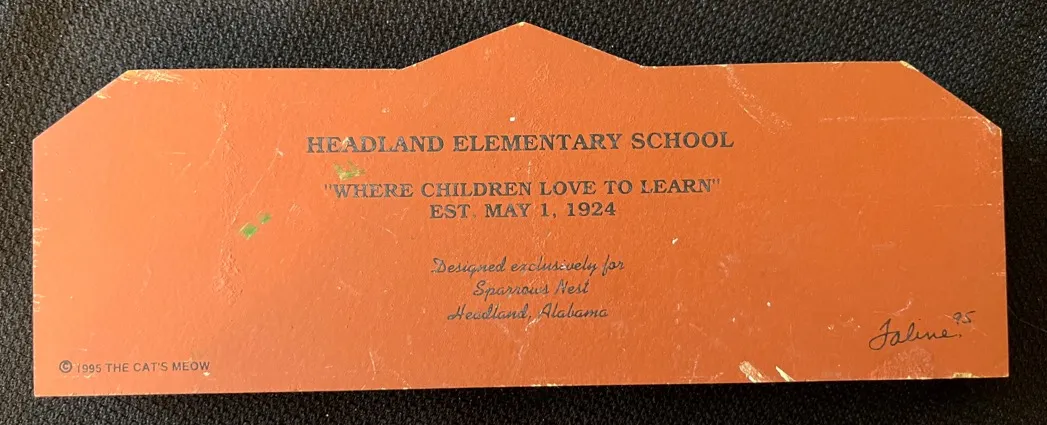 HEADLAND ELEMENTARY SCHOOL
"WHERE CHILDREN LOVE TO LEARN"
EST. MAY 1, 1924
Designed exclusively for
Sparrows Nest
Headland, Alabama
Faline '95
© 1995 THE CAT'S MEOW